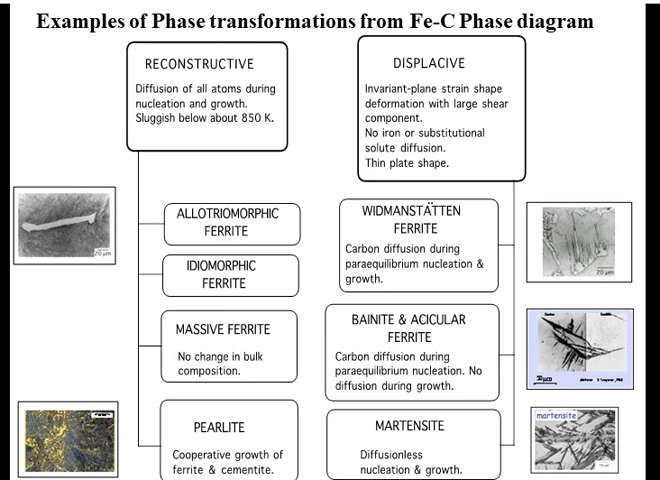 Examples of Phase transformations from Fe-C Phase diagram
RECONSTRUCTIVE
Diffusion of all atoms during
nucleation and growth.
Sluggish below about 850 K.
DISPLACIVE
Invariant-plane strain shape
deformation with large shear
component.
No iron or substitutional
solute diffusion.
Thin plate shape.
ALLOTRIOMORPHIC
FERRITE
20 μm
IDIOMORPHIC
FERRITE
MASSIVE FERRITE
No change in bulk
composition.
PEARLITE
Cooperative growth of
ferrite & cementite.
WIDMANSTÄTTEN
FERRITE
Carbon diffusion during
paraequilibrium nucleation &
growth.
20 μm
BAINITE & ACICULAR
FERRITE
Carbon diffusion during
paraequilibrium nucleation. No
diffusion during growth.
MARTENSITE
Diffusionless
nucleation & growth.
martensite